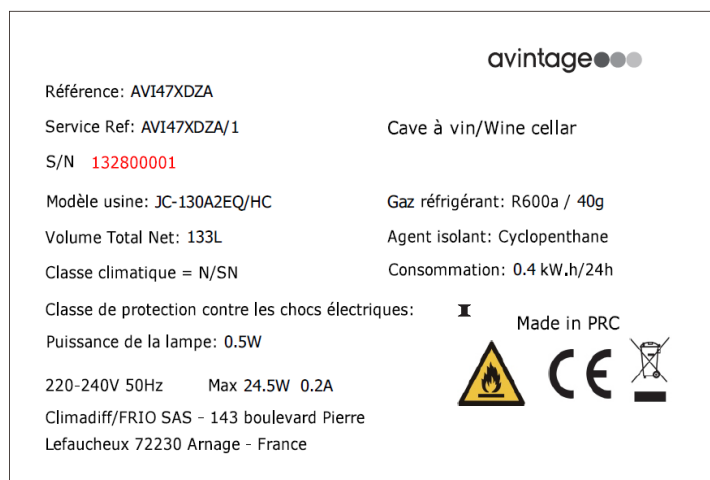 avintage
Référence: AVI47XDZA
Service Ref: AVI47XDZA/1
Cave à vin/Wine cellar
S/N 132800001
Modèle usine: JC-130A2EQ/HC
Gaz réfrigérant: R600a / 40g
Volume Total Net: 133L
Agent isolant: Cyclopenthane
Classe climatique = N/SN
Consommation: 0.4 kW.h/24h
Classe de protection contre les chocs électriques: I
Made in PRC
Puissance de la lampe: 0.5W
CE
220-240V 50Hz Max 24.5W 0.2A
Climadiff/FRIO SAS - 143 boulevard Pierre
Lefaucheux 72230 Arnage - France